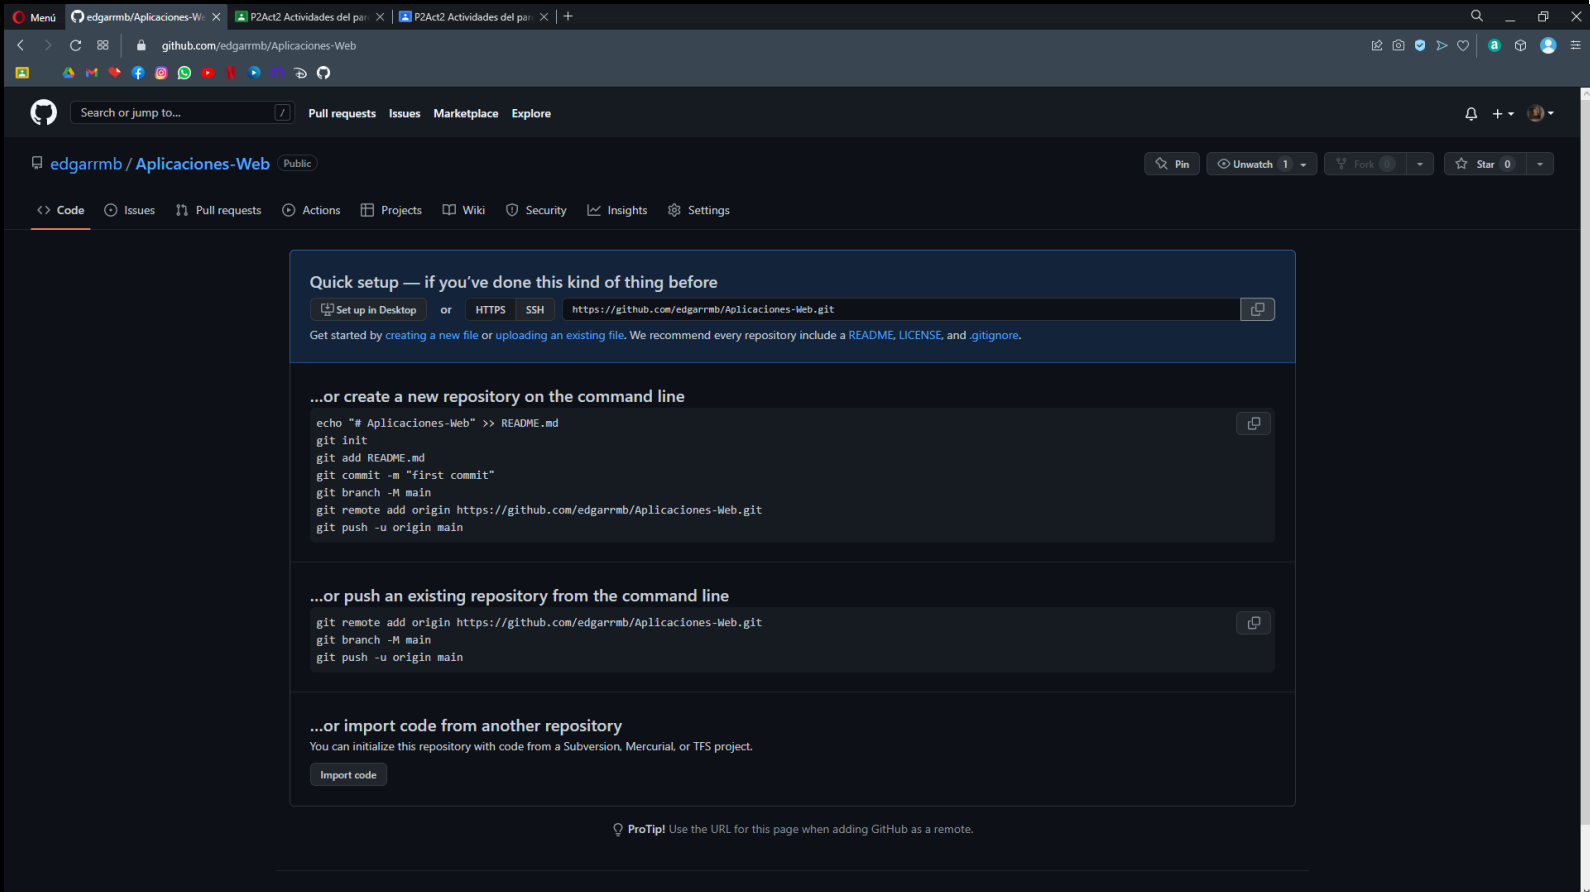 Menú
edgarrmb/Aplicaciones-We
P2Act2 Actividades del par
P2Act2 Actividades del par
github.com/edgarrmb/Aplicaciones-Web
Search or jump to...
/
Pull requests
Issues
Marketplace
Explore
edgarrmb / Aplicaciones-Web
Public
Pin
Unwatch 1
Fork 0
Star 0
Code
Issues
Pull requests
Actions
Projects
Wiki
Security
Insights
Settings
Quick setup — if you’ve done this kind of thing before
Set up in Desktop or HTTPS SSH https://github.com/edgarrmb/Aplicaciones-Web.git
Get started by creating a new file or uploading an existing file. We recommend every repository include a README, LICENSE, and .gitignore.
…or create a new repository on the command line
echo "# Aplicaciones-Web" >> README.md
git init
git add README.md
git commit -m "first commit"
git branch -M main
git remote add origin https://github.com/edgarrmb/Aplicaciones-Web.git
git push -u origin main
…or push an existing repository from the command line
git remote add origin https://github.com/edgarrmb/Aplicaciones-Web.git
git branch -M main
git push -u origin main
…or import code from another repository
You can initialize this repository with code from a Subversion, Mercurial, or TFS project.
Import code
ProTip! Use the URL for this page when adding GitHub as a remote.